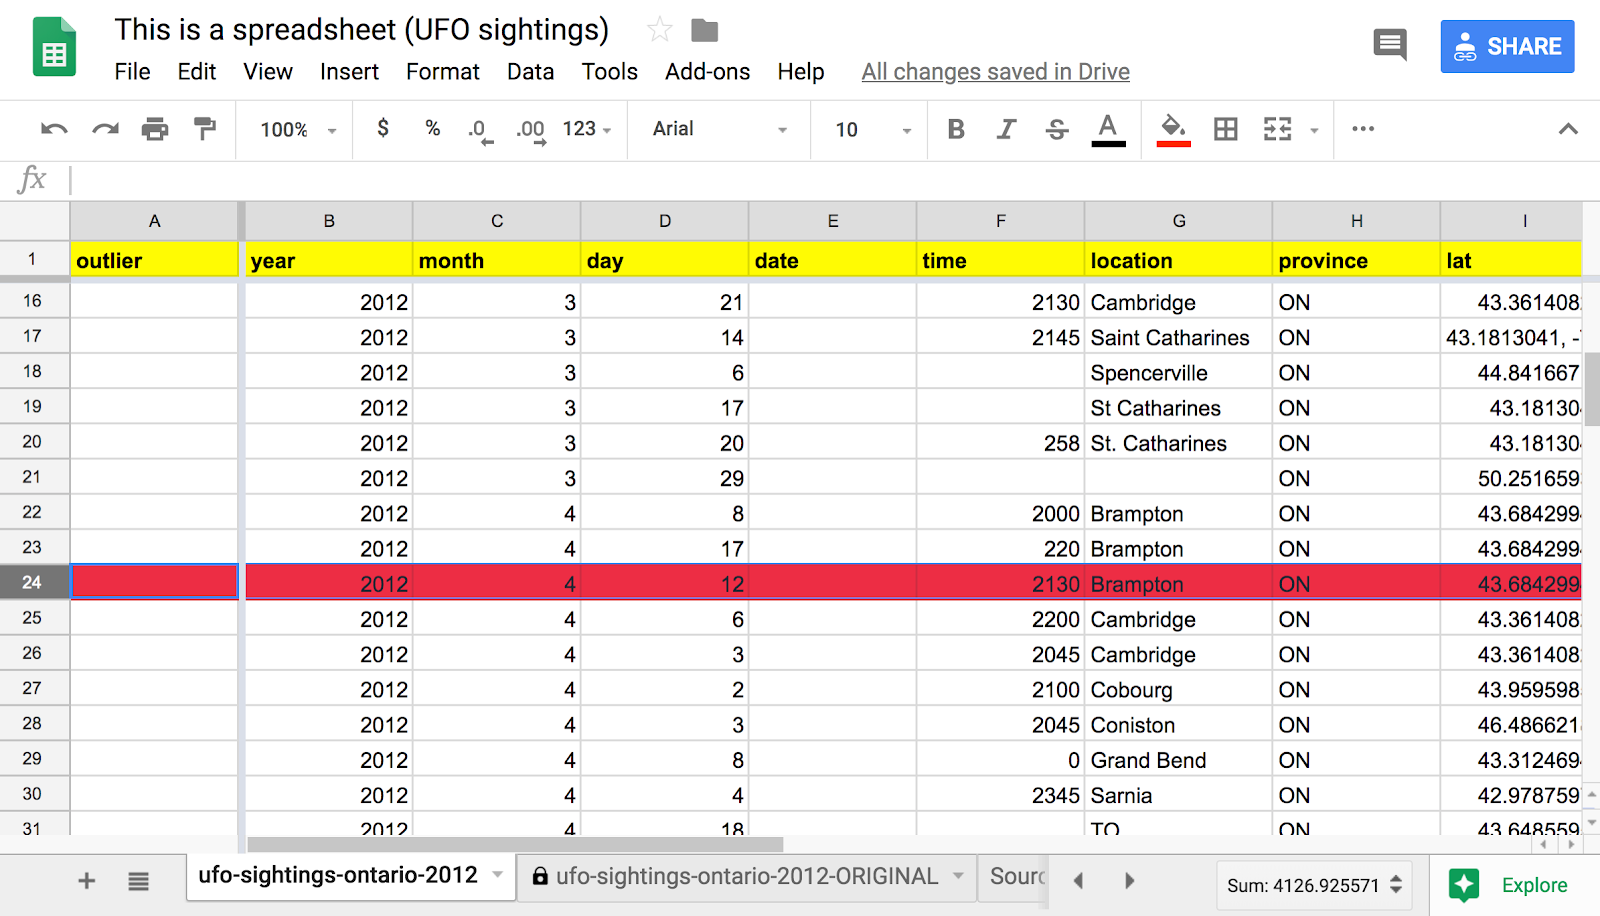 This is a spreadsheet (UFO sightings)
File Edit View Insert Format Data Tools Add-ons Help All changes saved in Drive
SHARE
100% $ % .0 .00 123 Arial 10 B I S A
fx
A B C D E F G H I
1 outlier year month day date time location province lat
16 2012 3 21 2130 Cambridge ON 43.361408
17 2012 3 14 2145 Saint Catharines ON 43.1813041, -
18 2012 3 6 Spencerville ON 44.841667
19 2012 3 17 St Catharines ON 43.18130
20 2012 3 20 258 St. Catharines ON 43.18130
21 2012 3 29 ON 50.251659
22 2012 4 8 2000 Brampton ON 43.684299
23 2012 4 17 220 Brampton ON 43.684299
24 2012 4 12 2130 Brampton ON 43.684299
25 2012 4 6 2200 Cambridge ON 43.361408
26 2012 4 3 2045 Cambridge ON 43.361408
27 2012 4 2 2100 Cobourg ON 43.959598
28 2012 4 3 2045 Coniston ON 46.486621
29 2012 4 8 0 Grand Bend ON 43.312469
30 2012 4 4 2345 Sarnia ON 42.978759
31 2012 4 18 TO ON 43.648559
ufo-sightings-ontario-2012 ufo-sightings-ontario-2012-ORIGINAL Sourc Sum: 4126.925571 Explore